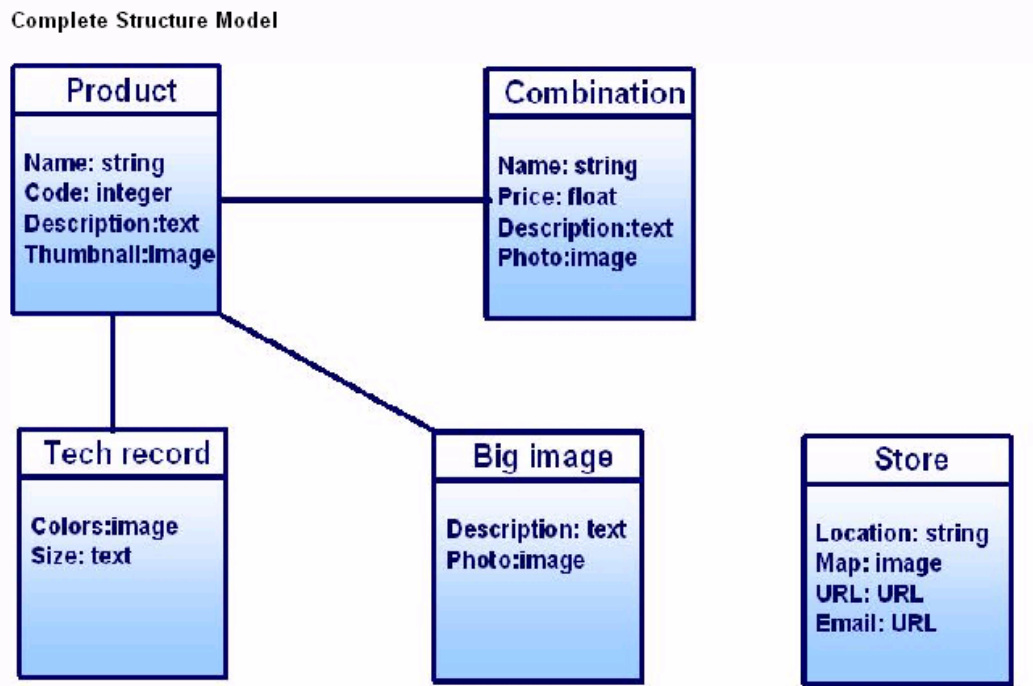 Complete Structure Model
Product
Name: string
Code: integer
Description:text
Thumbnail:Image
Combination
Name: string
Price: float
Description:text
Photo:image
Tech record
Colors:image
Size: text
Big image
Description: text
Photo:image
Store
Location: string
Map: image
URL: URL
Email: URL